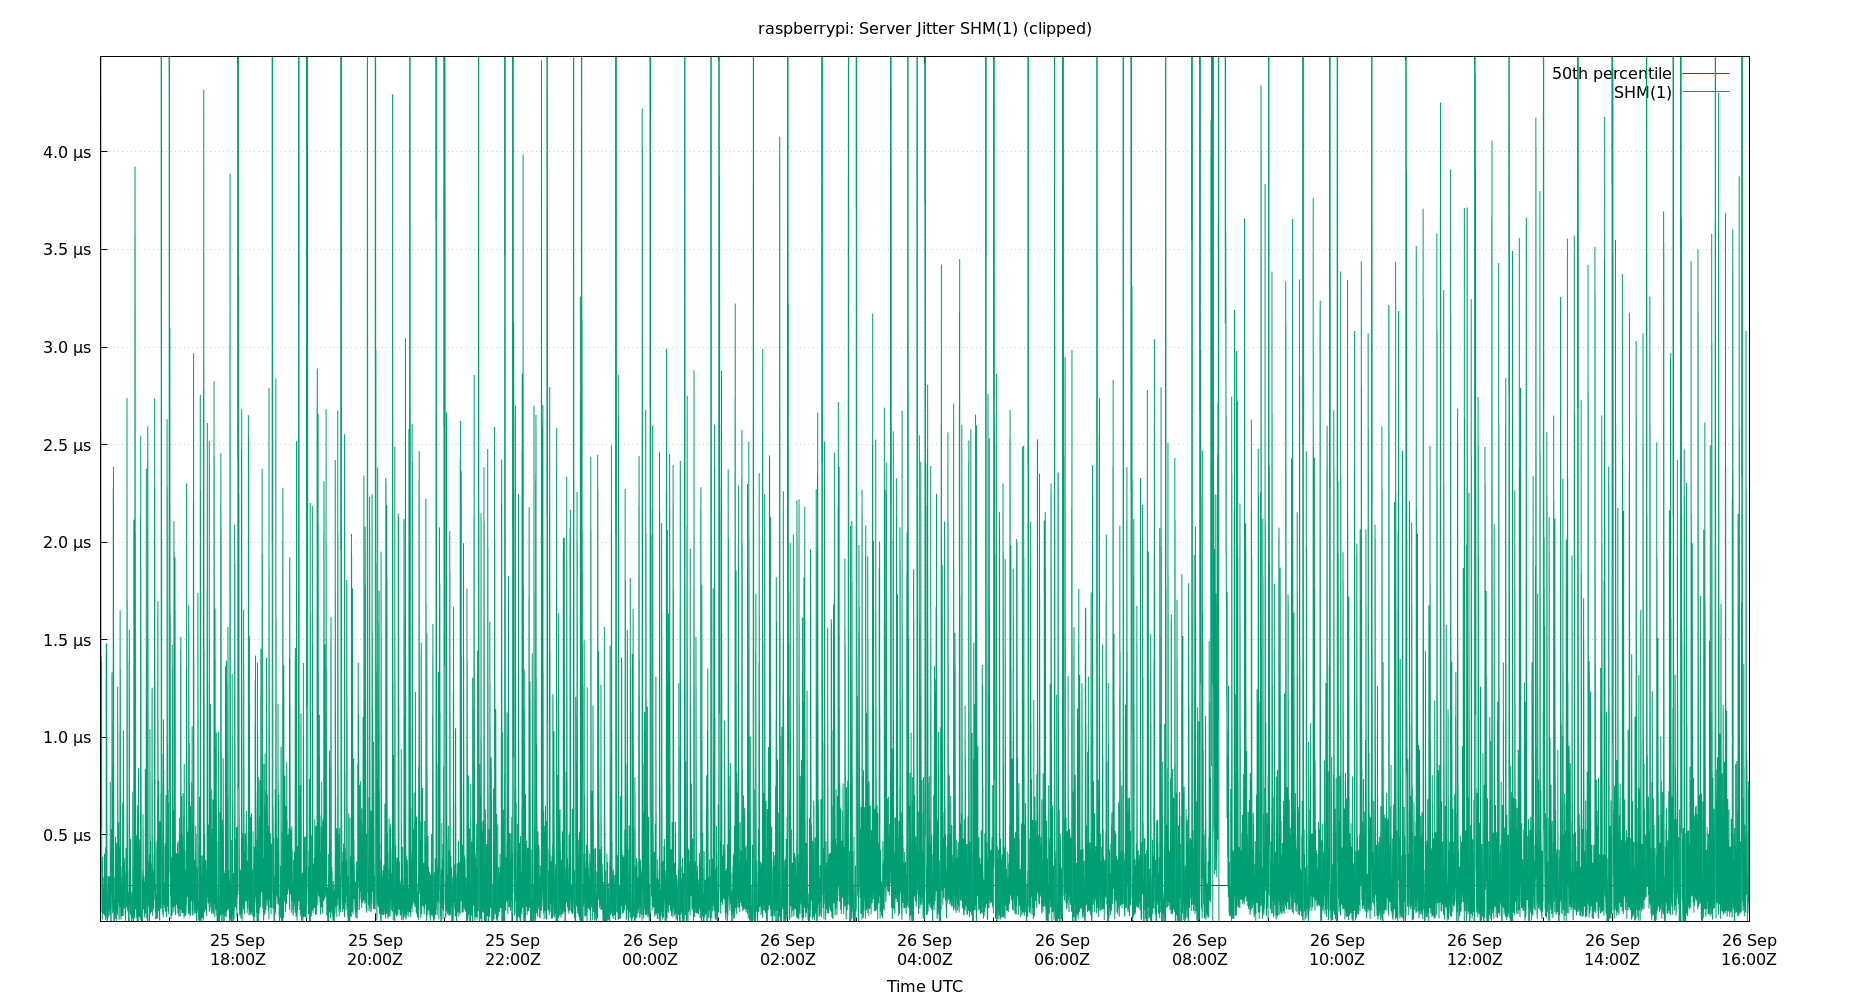 raspberrypi: Server Jitter SHM(1) (clipped)
50th percentile
SHM(1)
4.0 µs
3.5 µs
3.0 µs
2.5 µs
2.0 µs
1.5 µs
1.0 µs
0.5 µs
25 Sep 25 Sep 25 Sep 26 Sep 26 Sep 26 Sep 26 Sep 26 Sep 26 Sep 26 Sep 26 Sep 26 Sep
18:00Z 20:00Z 22:00Z 00:00Z 02:00Z 04:00Z 06:00Z 08:00Z 10:00Z 12:00Z 14:00Z 16:00Z
Time UTC